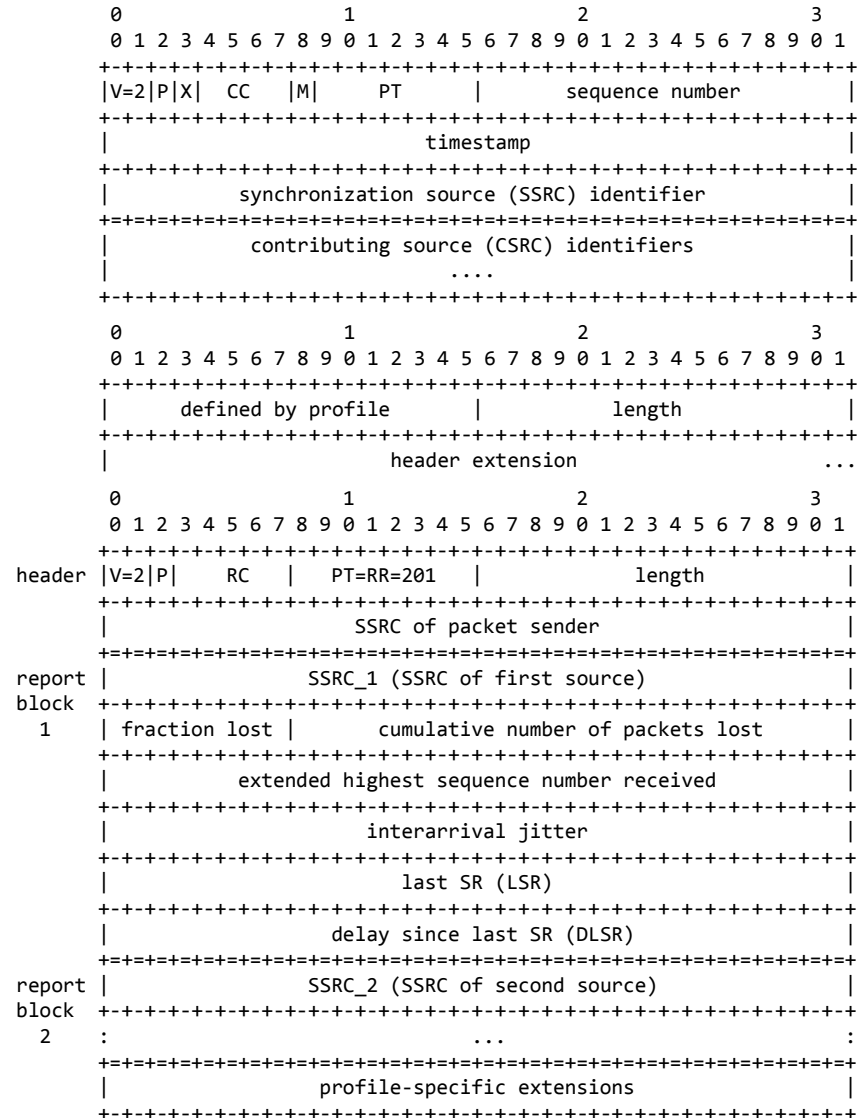 0                   1                   2                   3
0 1 2 3 4 5 6 7 8 9 0 1 2 3 4 5 6 7 8 9 0 1 2 3 4 5 6 7 8 9 0 1
+-+-+-+-+-+-+-+-+-+-+-+-+-+-+-+-+-+-+-+-+-+-+-+-+-+-+-+-+-+-+-+-+
|V=2|P|X|  CC   |M|     PT      |       sequence number         |
+-+-+-+-+-+-+-+-+-+-+-+-+-+-+-+-+-+-+-+-+-+-+-+-+-+-+-+-+-+-+-+-+
|                           timestamp                           |
+-+-+-+-+-+-+-+-+-+-+-+-+-+-+-+-+-+-+-+-+-+-+-+-+-+-+-+-+-+-+-+-+
|           synchronization source (SSRC) identifier            |
+=+=+=+=+=+=+=+=+=+=+=+=+=+=+=+=+=+=+=+=+=+=+=+=+=+=+=+=+=+=+=+=+
|            contributing source (CSRC) identifiers             |
|                             ....                              |
+-+-+-+-+-+-+-+-+-+-+-+-+-+-+-+-+-+-+-+-+-+-+-+-+-+-+-+-+-+-+-+-+
0                   1                   2                   3
0 1 2 3 4 5 6 7 8 9 0 1 2 3 4 5 6 7 8 9 0 1 2 3 4 5 6 7 8 9 0 1
+-+-+-+-+-+-+-+-+-+-+-+-+-+-+-+-+-+-+-+-+-+-+-+-+-+-+-+-+-+-+-+-+
|      defined by profile       |           length              |
+-+-+-+-+-+-+-+-+-+-+-+-+-+-+-+-+-+-+-+-+-+-+-+-+-+-+-+-+-+-+-+-+
|                        header extension                     ...
0                   1                   2                   3
0 1 2 3 4 5 6 7 8 9 0 1 2 3 4 5 6 7 8 9 0 1 2 3 4 5 6 7 8 9 0 1
+-+-+-+-+-+-+-+-+-+-+-+-+-+-+-+-+-+-+-+-+-+-+-+-+-+-+-+-+-+-+-+-+
header |V=2|P|    RC   |   PT=RR=201   |             length            |
+-+-+-+-+-+-+-+-+-+-+-+-+-+-+-+-+-+-+-+-+-+-+-+-+-+-+-+-+-+-+-+-+
|                     SSRC of packet sender                     |
+=+=+=+=+=+=+=+=+=+=+=+=+=+=+=+=+=+=+=+=+=+=+=+=+=+=+=+=+=+=+=+=+
report |                 SSRC_1 (SSRC of first source)                 |
block  +-+-+-+-+-+-+-+-+-+-+-+-+-+-+-+-+-+-+-+-+-+-+-+-+-+-+-+-+-+-+-+-+
1    | fraction lost |       cumulative number of packets lost       |
+-+-+-+-+-+-+-+-+-+-+-+-+-+-+-+-+-+-+-+-+-+-+-+-+-+-+-+-+-+-+-+-+
|           extended highest sequence number received           |
+-+-+-+-+-+-+-+-+-+-+-+-+-+-+-+-+-+-+-+-+-+-+-+-+-+-+-+-+-+-+-+-+
|                      interarrival jitter                      |
+-+-+-+-+-+-+-+-+-+-+-+-+-+-+-+-+-+-+-+-+-+-+-+-+-+-+-+-+-+-+-+-+
|                         last SR (LSR)                         |
+-+-+-+-+-+-+-+-+-+-+-+-+-+-+-+-+-+-+-+-+-+-+-+-+-+-+-+-+-+-+-+-+
|                   delay since last SR (DLSR)                  |
+=+=+=+=+=+=+=+=+=+=+=+=+=+=+=+=+=+=+=+=+=+=+=+=+=+=+=+=+=+=+=+=+
report |                 SSRC_2 (SSRC of second source)                |
block  +-+-+-+-+-+-+-+-+-+-+-+-+-+-+-+-+-+-+-+-+-+-+-+-+-+-+-+-+-+-+-+-+
2    :                               ...                             :
+=+=+=+=+=+=+=+=+=+=+=+=+=+=+=+=+=+=+=+=+=+=+=+=+=+=+=+=+=+=+=+=+
|                  profile-specific extensions                  |
+-+-+-+-+-+-+-+-+-+-+-+-+-+-+-+-+-+-+-+-+-+-+-+-+-+-+-+-+-+-+-+-+